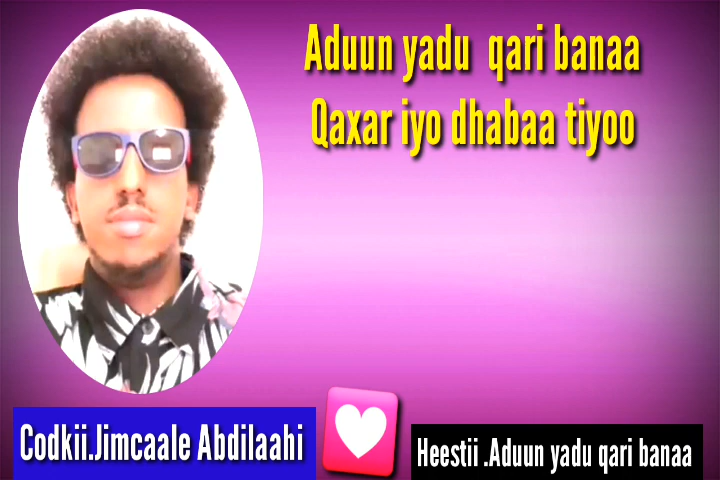 Aduun yadu qari banaa
Qaxar iyo dhabaa tiyoo
Codkii.Jimcaale Abdilaahi
Heestii .Aduun yadu qari banaa